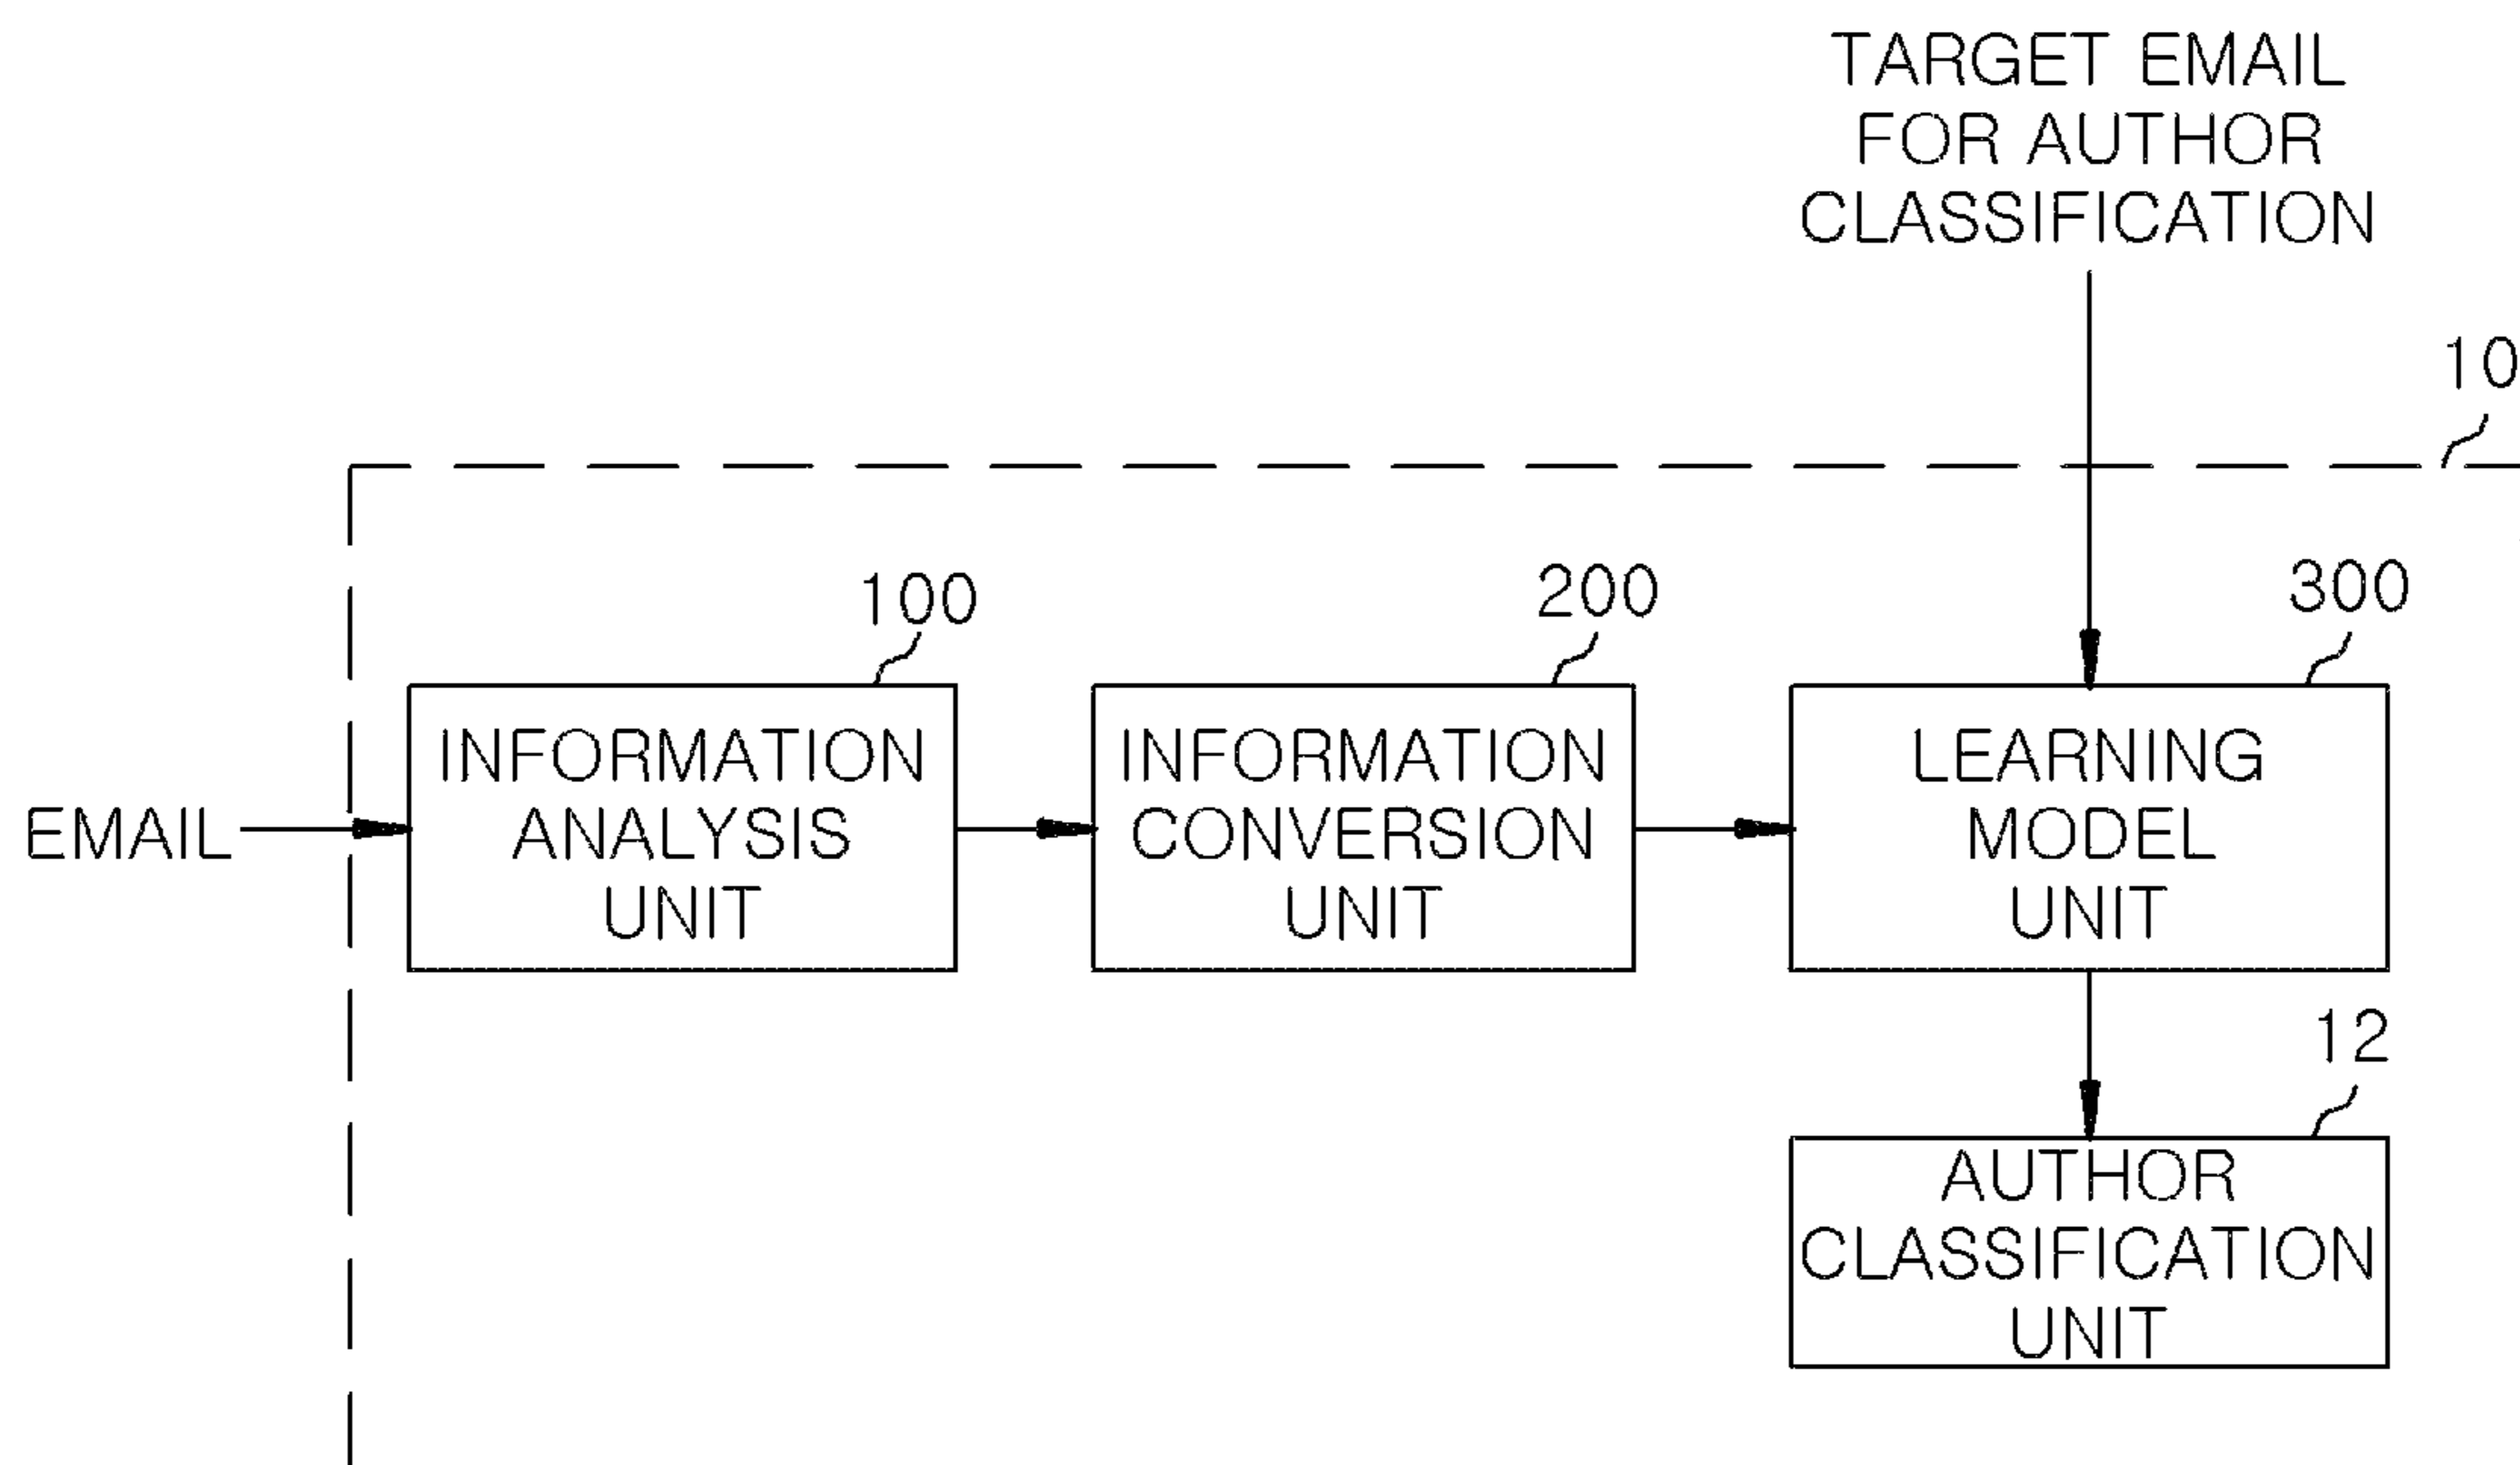 TARGET EMAIL
FOR AUTHOR
CLASSIFICATION
10
100
200
300
EMAIL
INFORMATION
ANALYSIS
UNIT
INFORMATION
CONVERSION
UNIT
LEARNING
MODEL
UNIT
12
AUTHOR
CLASSIFICATION
UNIT